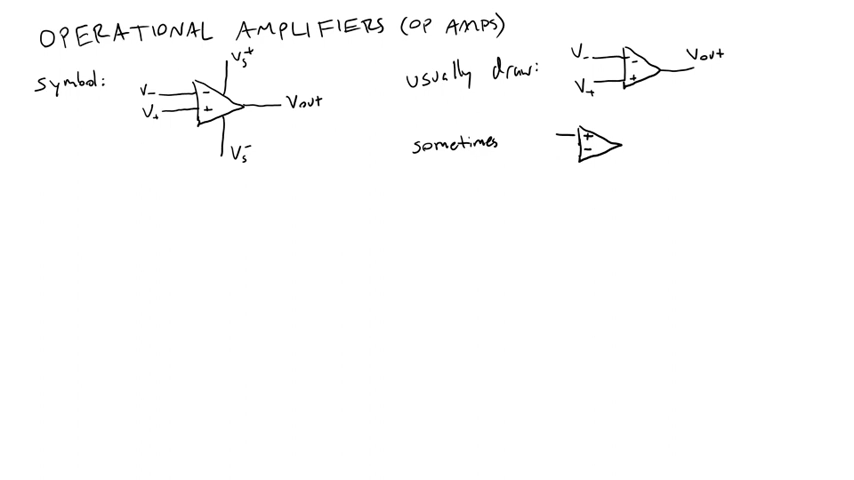 OPERATIONAL AMPLIFIERS (OP AMPS)
Symbol:
Vs+
V-
V+
-
+
Vout
Vs-
usually draw:
V-
V+
-
+
Vout
sometimes
+
-